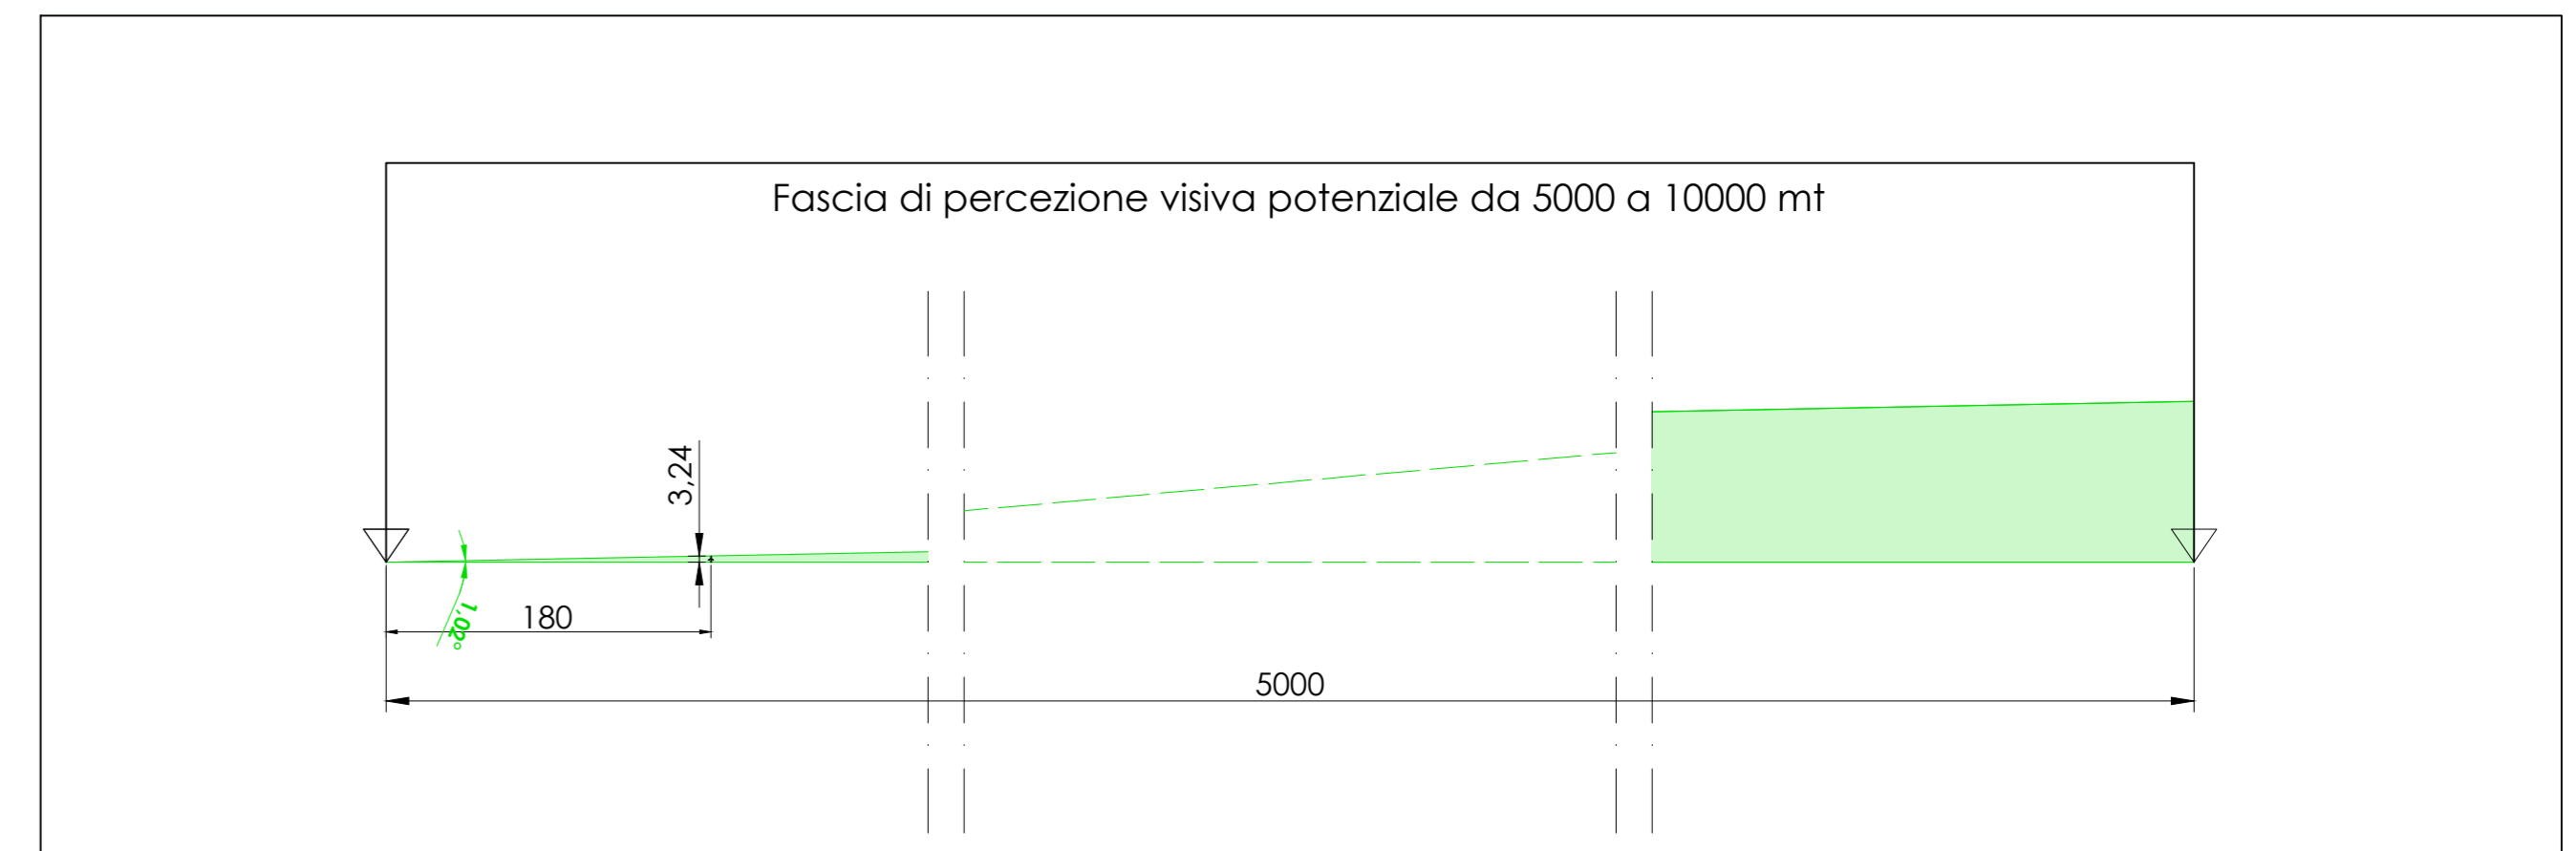 Fascia di percezione visiva potenziale da 5000 a 10000 mt
3,24
1,02°
180
5000